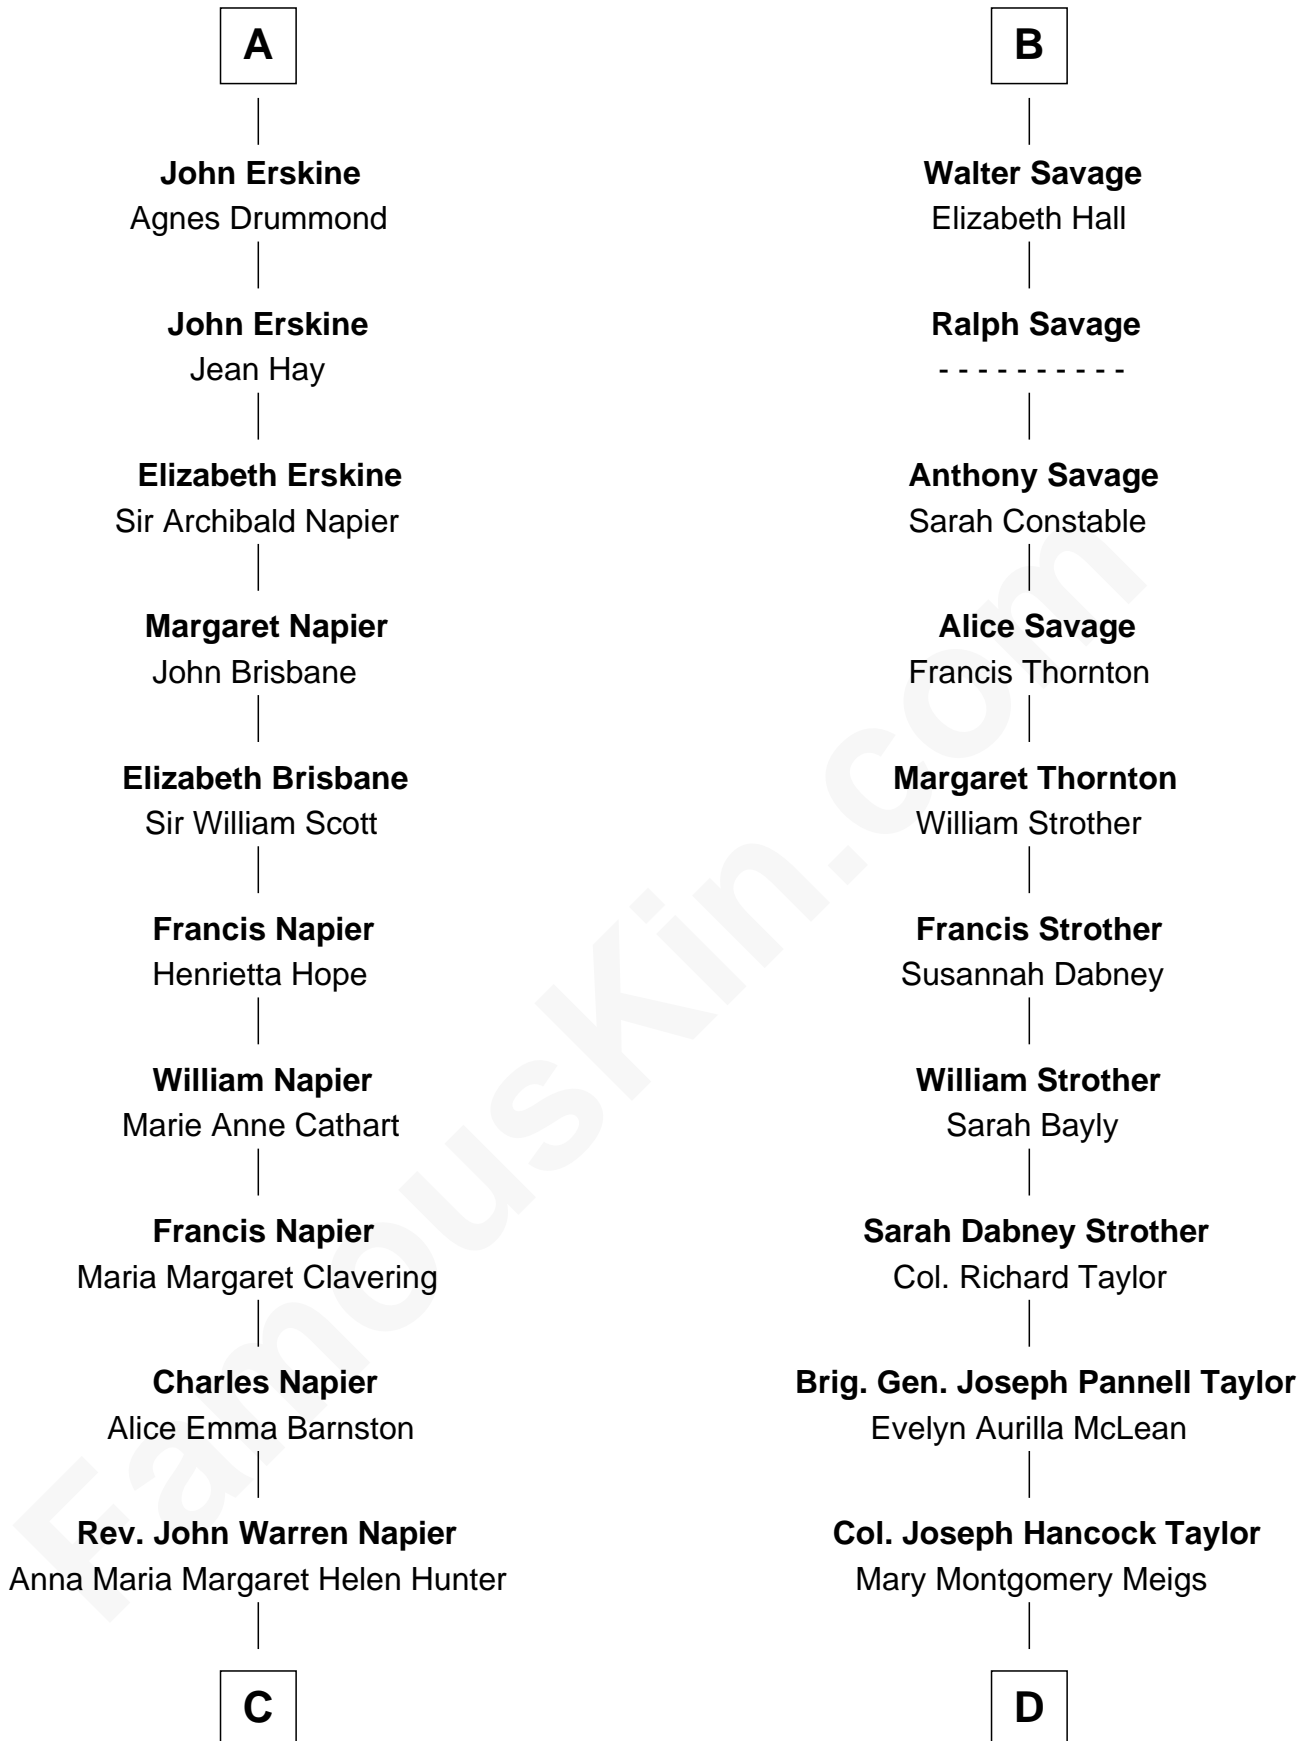 A
John Erskine
Agnes Drummond
John Erskine
Jean Hay
Elizabeth Erskine
Sir Archibald Napier
Margaret Napier
John Brisbane
Elizabeth Brisbane
Sir William Scott
Francis Napier
Henrietta Hope
William Napier
Marie Anne Cathart
Francis Napier
Maria Margaret Clavering
Charles Napier
Alice Emma Barnston
Rev. John Warren Napier
Anna Maria Margaret Helen Hunter
C
B
Walter Savage
Elizabeth Hall
Ralph Savage
- - - - - - - - - -
Anthony Savage
Sarah Constable
Alice Savage
Francis Thornton
Margaret Thornton
William Strother
Francis Strother
Susannah Dabney
William Strother
Sarah Bayly
Sarah Dabney Strother
Col. Richard Taylor
Brig. Gen. Joseph Pannell Taylor
Evelyn Aurilla McLean
Col. Joseph Hancock Taylor
Mary Montgomery Meigs
D
FamousKin.com